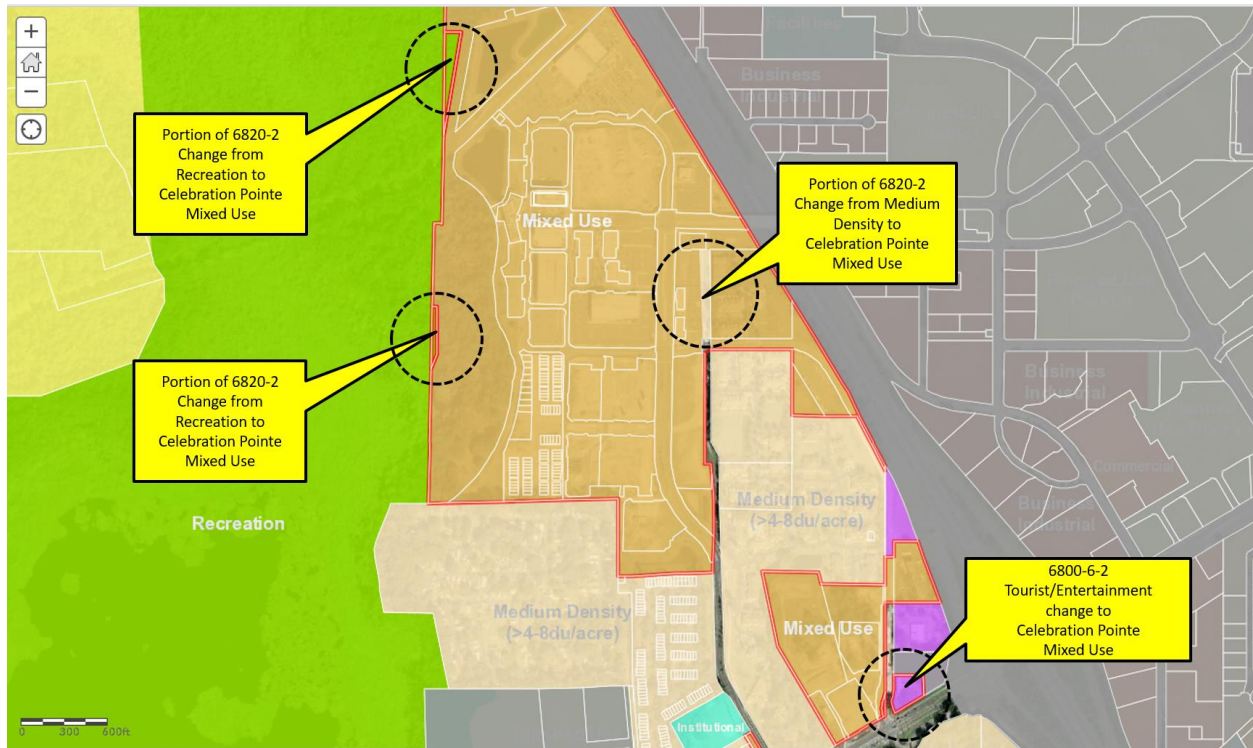 +
−
Facilities
Business
Industrial
Portion of 6820-2
Change from
Recreation to
Celebration Pointe
Mixed Use
Portion of 6820-2
Change from Medium
Density to
Celebration Pointe
Mixed Use
Mixed Use
Portion of 6820-2
Change from
Recreation to
Celebration Pointe
Mixed Use
Business
Industrial
Commercial
Recreation
Medium Density
(>4-8du/acre)
Business
Industrial
6800-6-2
Tourist/Entertainment
change to
Celebration Pointe
Mixed Use
Medium Density
(>4-8du/acre)
Mixed Use
Institutional
0 300 600ft